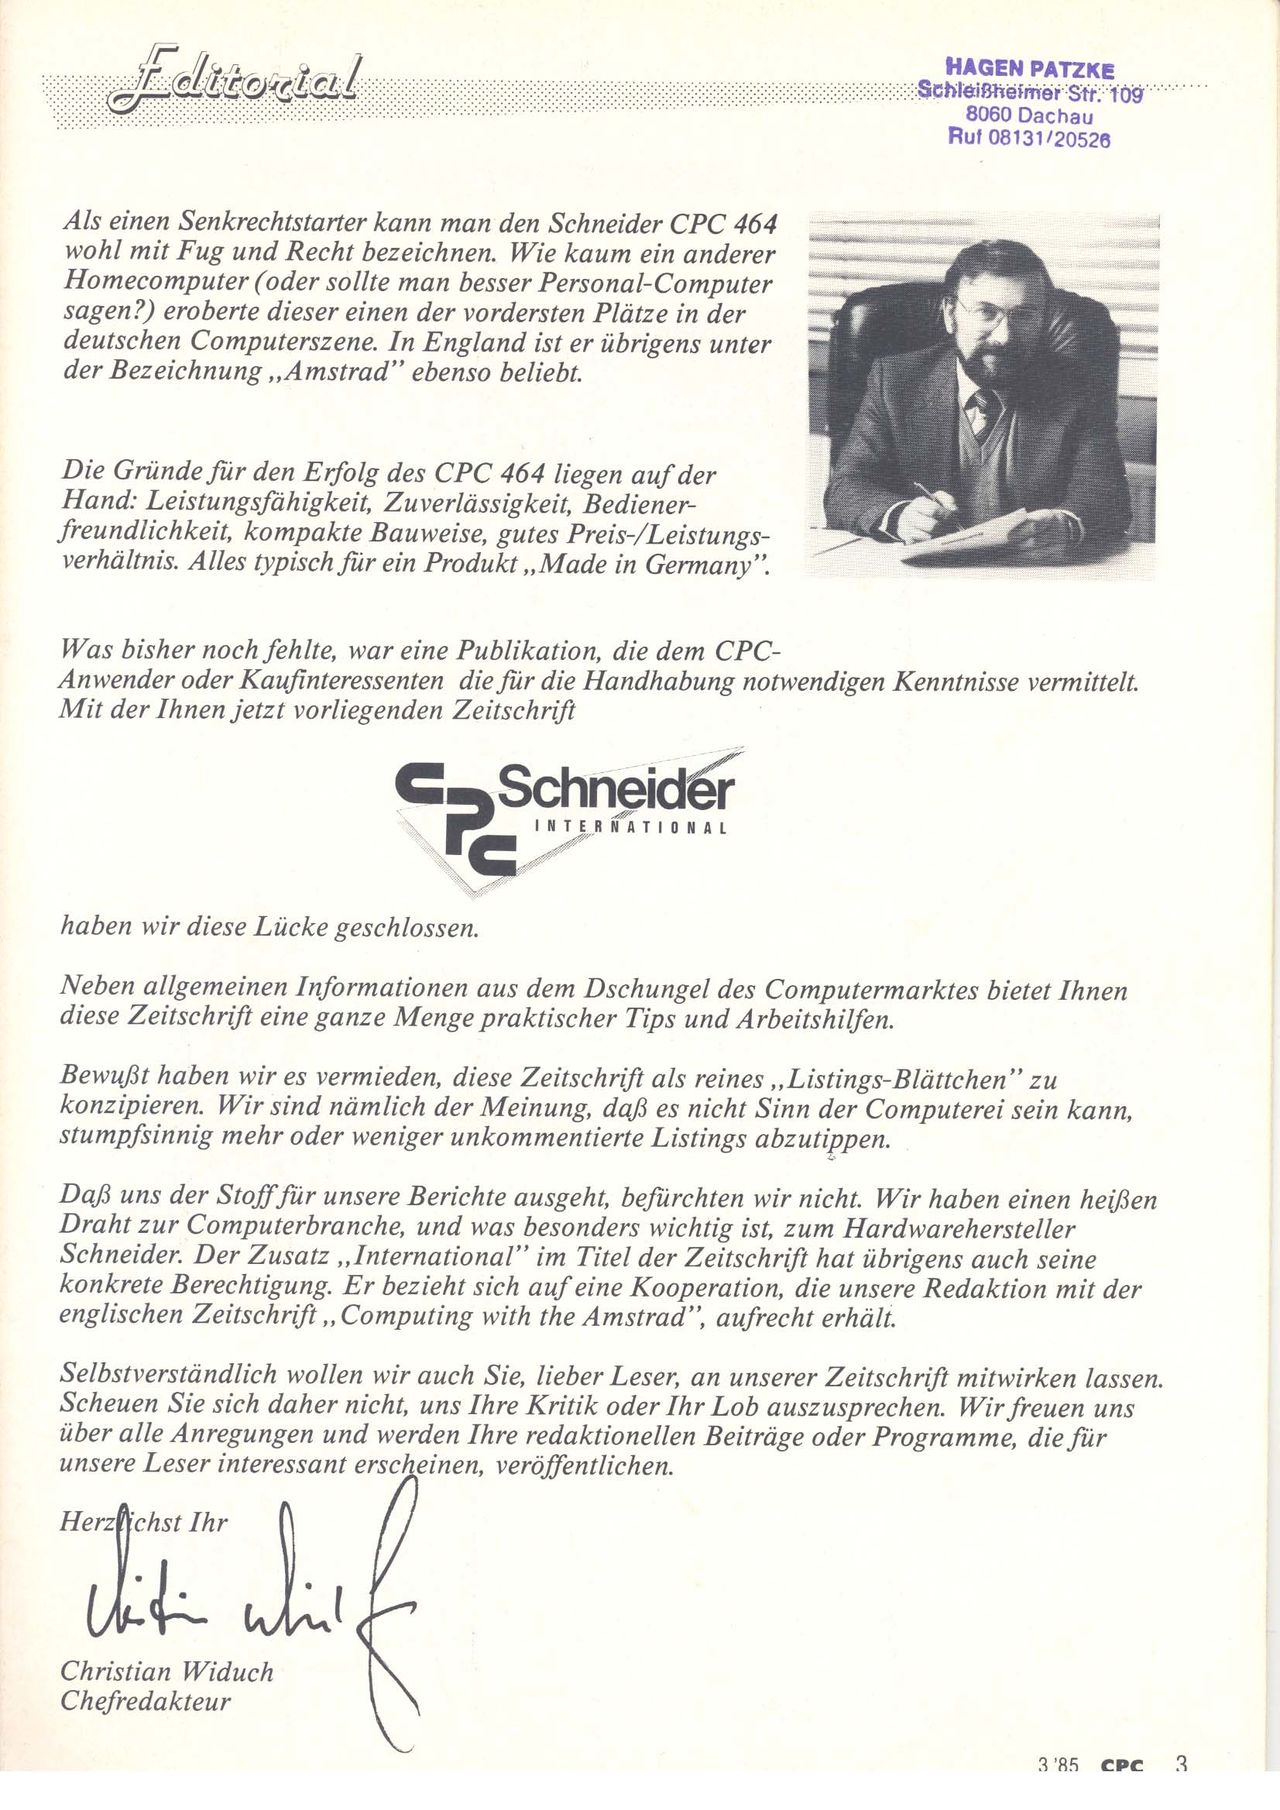 Editorial
HAGEN PATZKE
Schleißheimer Str. 109
8060 Dachau
Ruf 08131/20526
Als einen Senkrechtstarter kann man den Schneider CPC 464
wohl mit Fug und Recht bezeichnen. Wie kaum ein anderer
Homecomputer (oder sollte man besser Personal-Computer
sagen?) eroberte dieser einen der vordersten Plätze in der
deutschen Computerszene. In England ist er übrigens unter
der Bezeichnung „Amstrad” ebenso beliebt.
Die Gründe für den Erfolg des CPC 464 liegen auf der
Hand: Leistungsfähigkeit, Zuverlässigkeit, Bediener-
freundlichkeit, kompakte Bauweise, gutes Preis-/Leistungs-
verhältnis. Alles typisch für ein Produkt „Made in Germany”.
Was bisher noch fehlte, war eine Publikation, die dem CPC-
Anwender oder Kaufinteressenten die für die Handhabung notwendigen Kenntnisse vermittelt.
Mit der Ihnen jetzt vorliegenden Zeitschrift
CPC Schneider
INTERNATIONAL
haben wir diese Lücke geschlossen.
Neben allgemeinen Informationen aus dem Dschungel des Computermarktes bietet Ihnen
diese Zeitschrift eine ganze Menge praktischer Tips und Arbeitshilfen.
Bewußt haben wir es vermieden, diese Zeitschrift als reines „Listings-Blättchen” zu
konzipieren. Wir sind nämlich der Meinung, daß es nicht Sinn der Computerei sein kann,
stumpfsinnig mehr oder weniger unkommentierte Listings abzutippen.
Daß uns der Stoff für unsere Berichte ausgeht, befürchten wir nicht. Wir haben einen heißen
Draht zur Computerbranche, und was besonders wichtig ist, zum Hardwarehersteller
Schneider. Der Zusatz „International” im Titel der Zeitschrift hat übrigens auch seine
konkrete Berechtigung. Er bezieht sich auf eine Kooperation, die unsere Redaktion mit der
englischen Zeitschrift „Computing with the Amstrad”, aufrecht erhält.
Selbstverständlich wollen wir auch Sie, lieber Leser, an unserer Zeitschrift mitwirken lassen.
Scheuen Sie sich daher nicht, uns Ihre Kritik oder Ihr Lob auszusprechen. Wir freuen uns
über alle Anregungen und werden Ihre redaktionellen Beiträge oder Programme, die für
unsere Leser interessant erscheinen, veröffentlichen.
Herzlichst Ihr
Christian Widuch
Chefredakteur
3 '85 CPC 3